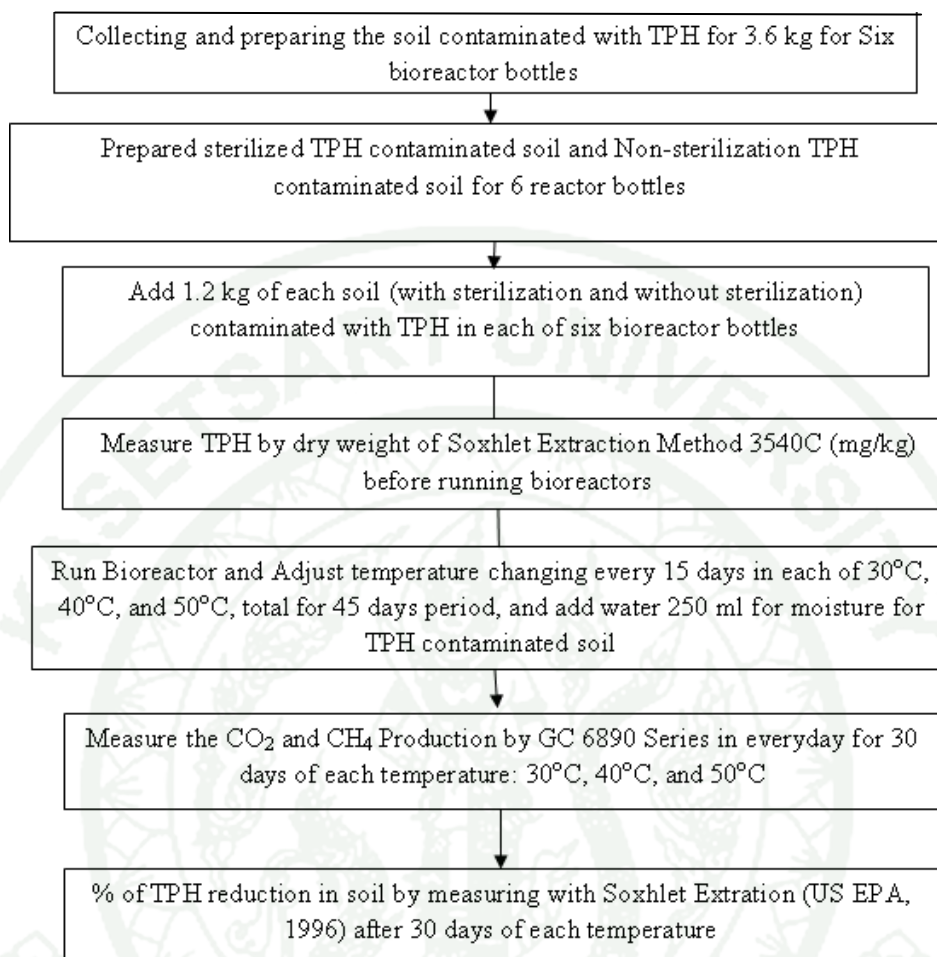 Collecting and preparing the soil contaminated with TPH for 3.6 kg for Six
bioreactor bottles
Prepared sterilized TPH contaminated soil and Non-sterilization TPH
contaminated soil for 6 reactor bottles
Add 1.2 kg of each soil (with sterilization and without sterilization)
contaminated with TPH in each of six bioreactor bottles
Measure TPH by dry weight of Soxhlet Extraction Method 3540C (mg/kg)
before running bioreactors
Run Bioreactor and Adjust temperature changing every 15 days in each of 30°C,
40°C, and 50°C, total for 45 days period, and add water 250 ml for moisture for
TPH contaminated soil
Measure the CO₂ and CH₄ Production by GC 6890 Series in everyday for 30
days of each temperature: 30°C, 40°C, and 50°C
% of TPH reduction in soil by measuring with Soxhlet Extration (US EPA,
1996) after 30 days of each temperature
KASETSART UNIVERSITY